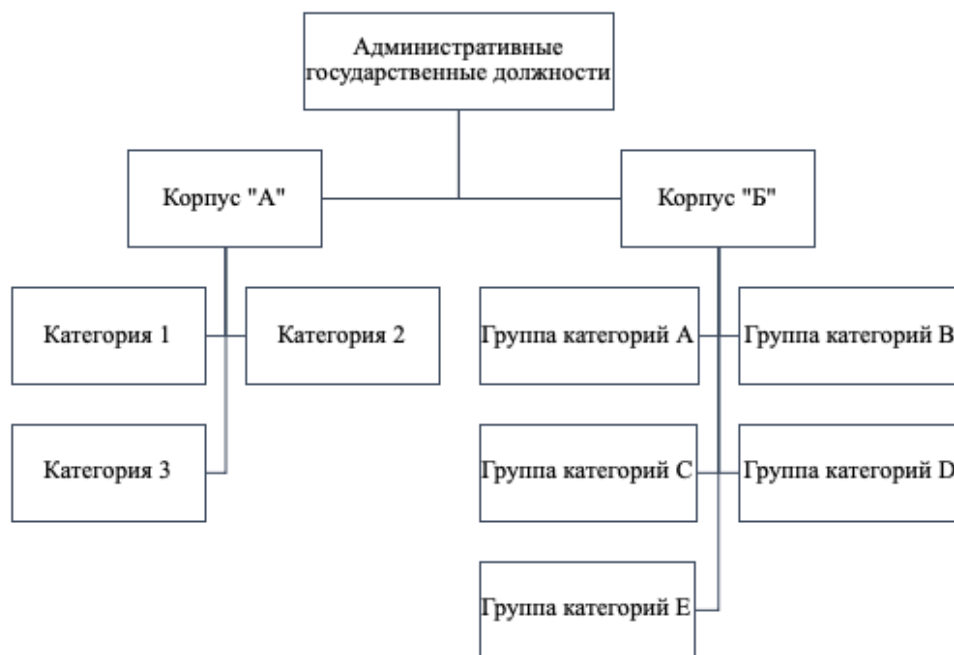 Административные
государственные должности
Корпус "А"
Корпус "Б"
Категория 1
Категория 2
Группа категорий A
Группа категорий B
Категория 3
Группа категорий C
Группа категорий D
Группа категорий E